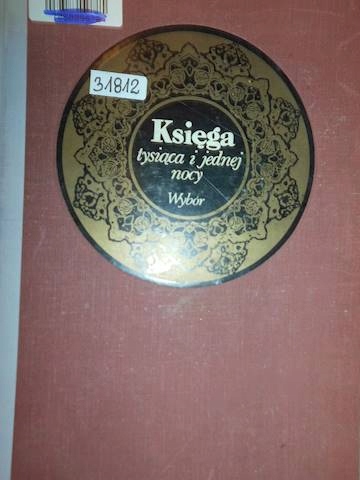 31812
Księga
tysiąca i jednej
nocy
Wybór